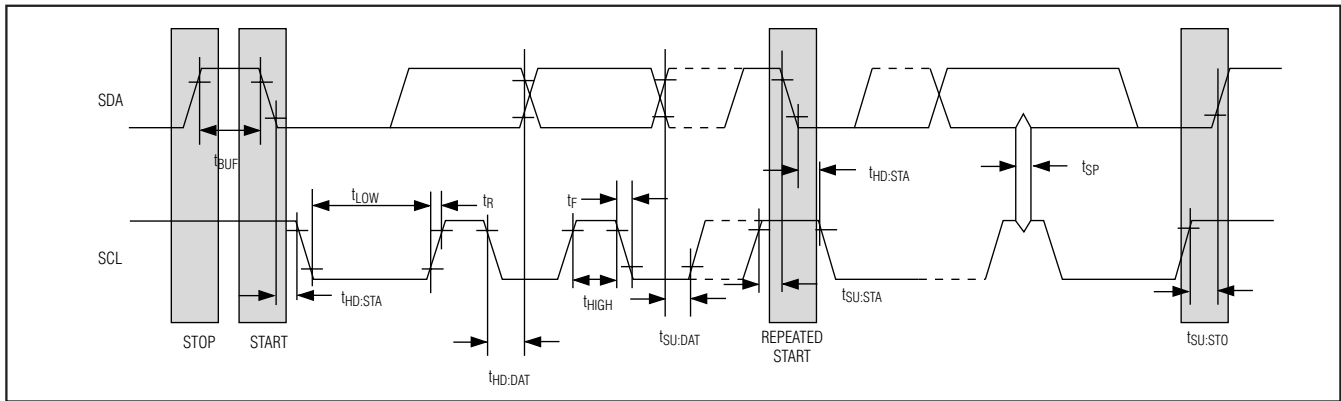 SDA
tBUF
tHD:STA
tSP
tLOW
tR
tF
SCL
tHD:STA
tHIGH
tSU:STA
STOP
START
tSU:DAT
REPEATED
START
tSU:STO
tHD:DAT